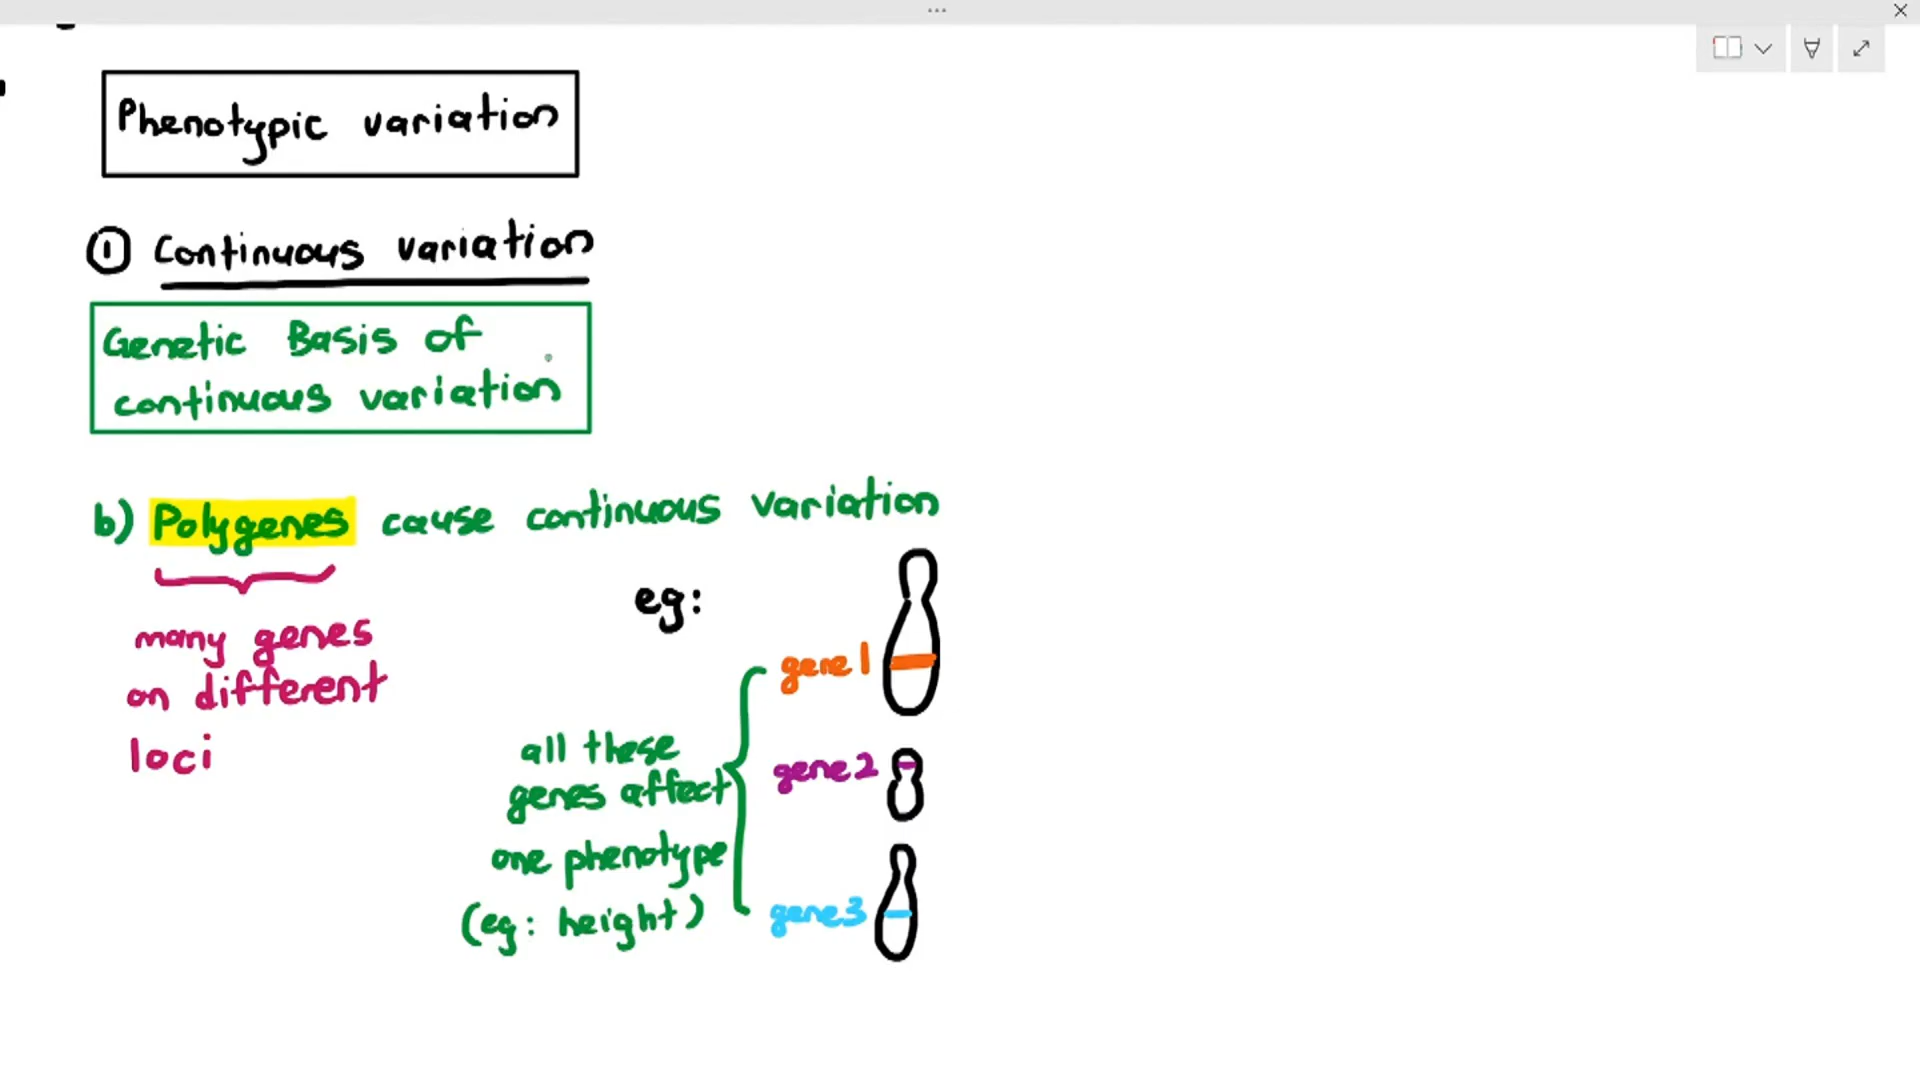 Phenotypic variation
① Continuous variation
Genetic Basis of
continuous variation
b) Polygenes cause continuous variation
many genes
on different
loci
eg:
gene 1
gene 2
gene 3
all these
genes affect
one phenotype
(eg: height)